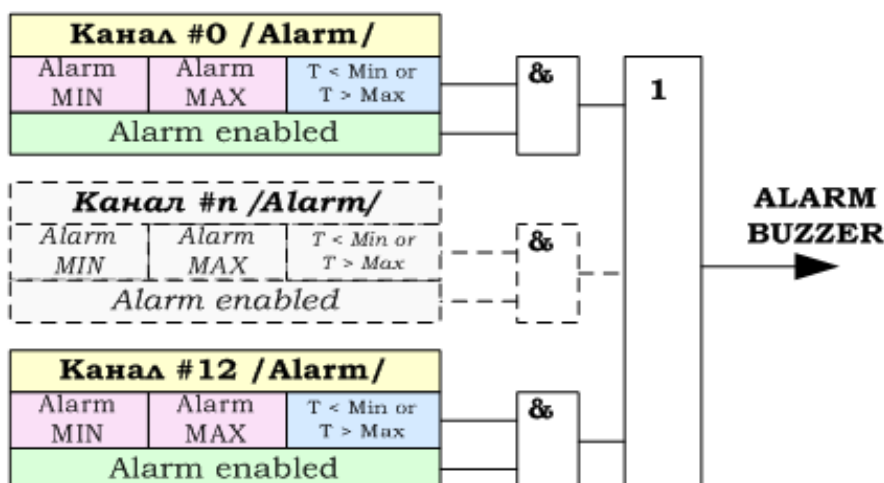 Канал #0 /Alarm/
Alarm MIN
Alarm MAX
T < Min or
T > Max
Alarm enabled
&
1
Канал #n /Alarm/
Alarm MIN
Alarm MAX
T < Min or
T > Max
Alarm enabled
&
ALARM
BUZZER
Канал #12 /Alarm/
Alarm MIN
Alarm MAX
T < Min or
T > Max
Alarm enabled
&